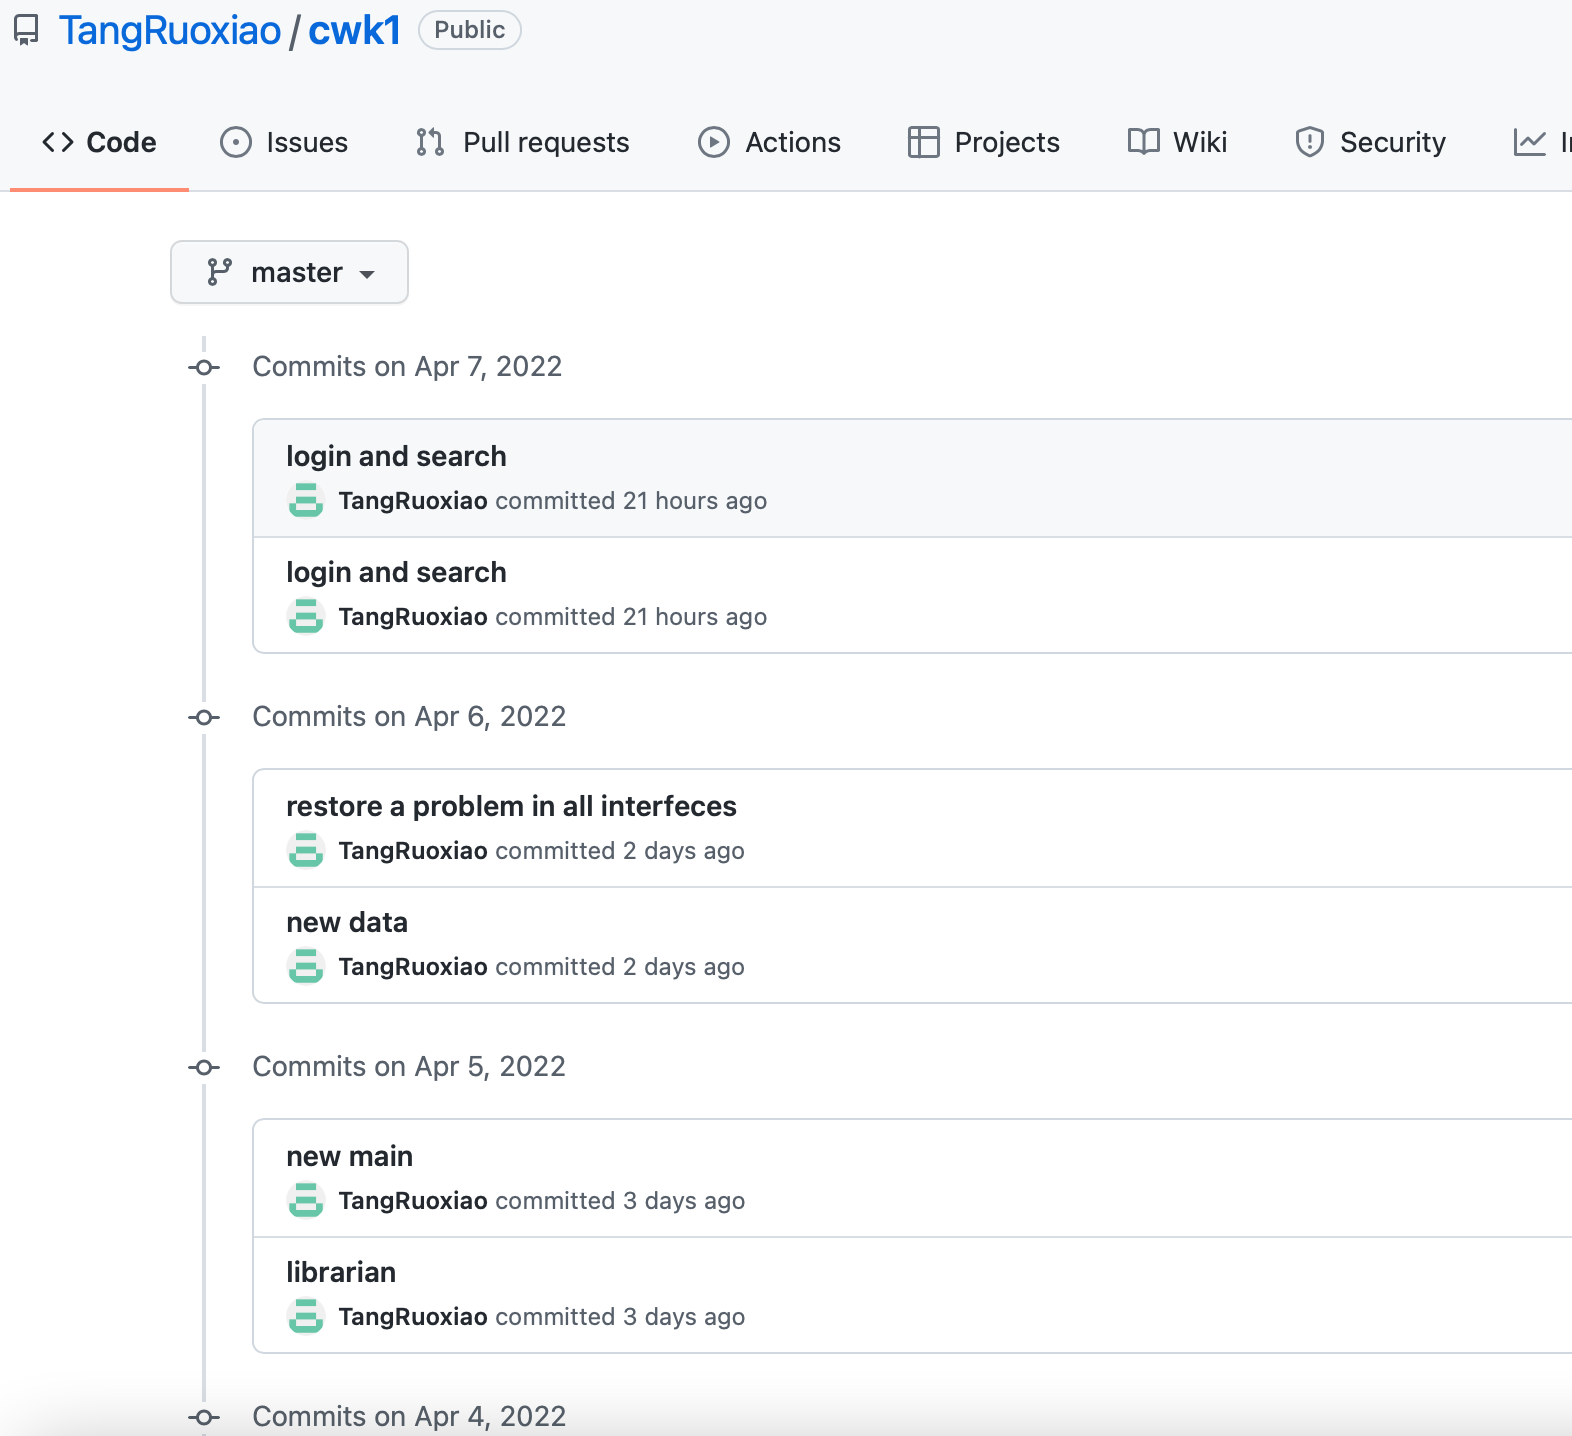 TangRuoxiao / cwk1 Public
Code Issues Pull requests Actions Projects Wiki Security
master
Commits on Apr 7, 2022
login and search
TangRuoxiao committed 21 hours ago
login and search
TangRuoxiao committed 21 hours ago
Commits on Apr 6, 2022
restore a problem in all interfeces
TangRuoxiao committed 2 days ago
new data
TangRuoxiao committed 2 days ago
Commits on Apr 5, 2022
new main
TangRuoxiao committed 3 days ago
librarian
TangRuoxiao committed 3 days ago
Commits on Apr 4, 2022